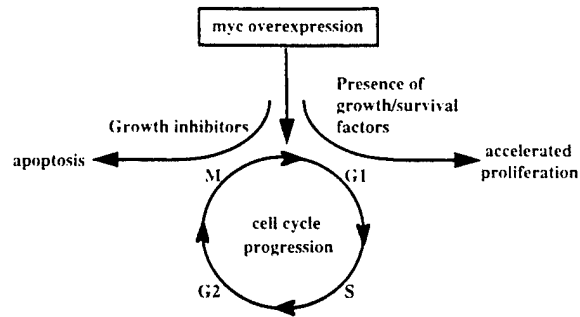 myc overexpression
Presence of
growth/survival
factors
Growth inhibitors
apoptosis
accelerated
proliferation
M
G1
cell cycle
progression
G2
S